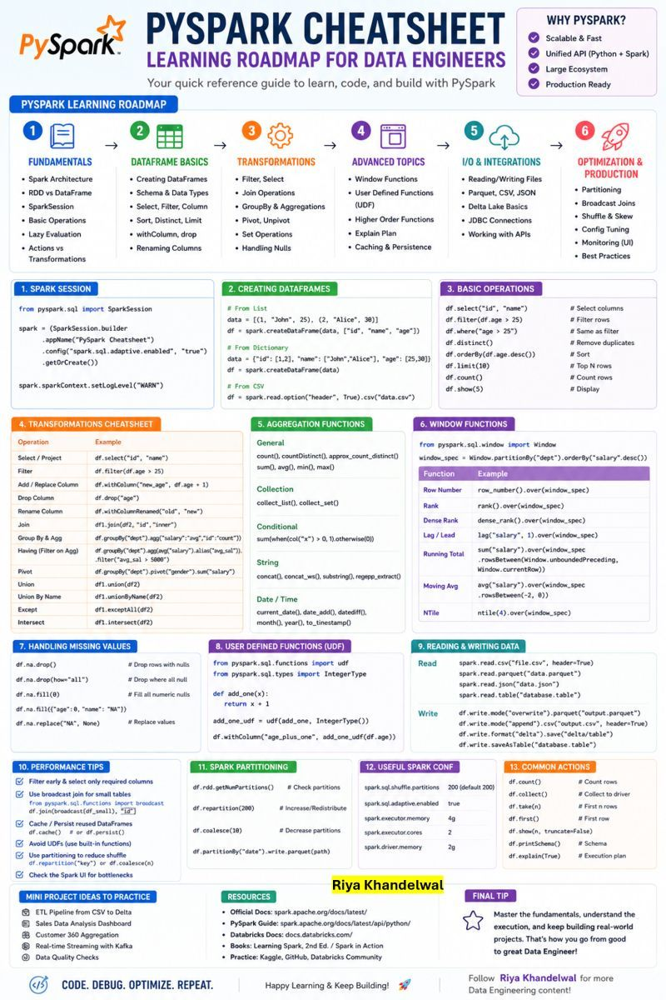 PySpark
PYSPARK CHEATSHEET
LEARNING ROADMAP FOR DATA ENGINEERS
Your quick reference guide to learn, code, and build with PySpark
WHY PYSPARK?
Scalable & Fast
Unified API (Python + Spark)
Large Ecosystem
Production Ready
PYSPARK LEARNING ROADMAP
1
FUNDAMENTALS
• Spark Architecture
• RDD vs DataFrame
• SparkSession
• Basic Operations
• Lazy Evaluation
• Actions vs
Transformations
2
DATAFRAME BASICS
• Creating DataFrames
• Schema & Data Types
• Select, Filter, Column
• Sort, Distinct, Limit
• withColumn, drop
• Renaming Columns
3
TRANSFORMATIONS
• Filter, Select
• Join Operations
• GroupBy & Aggregations
• Pivot, Unpivot
• Set Operations
• Handling Nulls
4
ADVANCED TOPICS
• Window Functions
• User Defined Functions
(UDF)
• Higher Order Functions
• Explain Plan
• Caching & Persistence
5
I/O & INTEGRATIONS
• Reading/Writing Files
• Parquet, CSV, JSON
• Delta Lake Basics
• JDBC Connections
• Working with APIs
6
OPTIMIZATION &
PRODUCTION
• Partitioning
• Broadcast Joins
• Shuffle & Skew
• Config Tuning
• Monitoring (UI)
• Best Practices
1. SPARK SESSION
from pyspark.sql import SparkSession
spark = (SparkSession.builder
.appName("PySpark Cheatsheet")
.config("spark.sql.adaptive.enabled", "true")
.getOrCreate())
spark.sparkContext.setLogLevel("WARN")
2. CREATING DATAFRAMES
# From List
data = [(1, "John", 25), (2, "Alice", 30)]
df = spark.createDataFrame(data, ["id", "name", "age"])
# From Dictionary
data = {"id": [1,2], "name": ["John","Alice"], "age": [25,30]}
df = spark.createDataFrame(data)
# From CSV
df = spark.read.option("header", True).csv("data.csv")
3. BASIC OPERATIONS
df.select("id", "name") # Select columns
df.filter(df.age > 25) # Filter rows
df.where("age > 25") # Same as filter
df.distinct() # Remove duplicates
df.orderBy(df.age.desc()) # Sort
df.limit(10) # Top N rows
df.count() # Count rows
df.show(5) # Display
4. TRANSFORMATIONS CHEATSHEET
Operation Example
Select / Project df.select("id", "name")
Filter df.filter(df.age > 25)
Add / Replace Column df.withColumn("new_age", df.age + 1)
Drop Column df.drop("age")
Rename Column df.withColumnRenamed("old", "new")
Join df1.join(df2, "id","inner")
Group By & Agg df.groupBy("dept").agg("salary":"avg","id":"count"})
Having (Filter on Agg) df.groupBy("dept").agg(avg("salary").alias("avg_sal")).
.filter("avg_sal > 5000")
Pivot df.groupBy("dept").pivot("gender").sum("salary")
Union df1.union(df2)
Union By Name df1.unionByName(df2)
Except df1.exceptAll(df2)
Intersect df1.intersect(df2)
5. AGGREGATION FUNCTIONS
General
count(), countDistinct(), approx_count_distinct()
sum(), avg(), min(), max()
Collection
collect_list(), collect_set()
Conditional
sum(when(col("x") > 0, 1).otherwise(0))
String
concat(), concat_ws(), substring(), regepp_extract()
Date / Time
current_date(), date_add(), datediff(),
month(), year(), to_tinestamp()
6. WINDOW FUNCTIONS
from pyspark.sql.window import Window
window_spec = Window.partitionBy("dept").orderBy("salary".desc())
Function Example
Row Number row_number().over(window_spec)
Rank rank().over(window_spec)
Dense Rank dense_rank().over(window_spec)
Lag / Lead lag("salary", 1).over(window_spec)
Running Total sum("salary").over(window_spec
.rowsBetween(Window.unboundedPreceding,
Window.currentRow))
Moving Avg avg("salary").over(window_spec
.rowsBetween(-2, 0))
NTile ntile(4).over(window_spec)
7. HANDLING MISSING VALUES
df.na.drop() # Drop rows with nulls
df.na.drop(how="all") # Drop where all null
df.na.fill(0) # Fill all numeric nulls
df.na.fill({"age":0, "name": "NA"})
df.na.replace("NA", None) # Replace values
8. USER DEFINED FUNCTIONS (UDF)
from pyspark.sql.functions import udf
from pyspark.sql.types import IntegerType
def add_one(x):
return x + 1
add_one_udf = udf(add_one, IntegerType())
df.withColumn("age_plus_one", add_one_udf(df.age))
9. READING & WRITING DATA
Read spark.read.csv("file.csv", header=True)
spark.read.parquet("data.parquet")
spark.read.json("data.json")
spark.read.table("database.table")
Write df.write.mode("overwrite").parquet("output.parquet")
df.write.mode("append").csv("output.csv", header=True)
df.write.format("delta").save("delta/table")
df.write.saveAsTable("database.table")
10. PERFORMANCE TIPS
Filter early & select only required columns
Use broadcast join for small tables
from pyspark.sql.functions import broadcast
df.join(broadcast(df_small), "id")
Cache / Persist reused DataFrames
df.cache() # or df.persist()
Avoid UDFs (use built-in functions)
Use partitioning to reduce shuffle
df.repartition("key") or df.coalesce(n)
Check the Spark UI for bottlenecks
11. SPARK PARTITIONING
df.rdd.getNumPartitions() # Check partitions
df.repartition(200) # Increase/Redistribute
df.coalesce(10) # Decrease partitions
df.partitionBy("date").write.parquet(path)
12. USEFUL SPARK CONF
spark.sql.shuffle.partitions 200 (default 200)
spark.sql.adaptive.enabled true
spark.executor.memory 4g
spark.executor.cores 2
spark.driver.memory 2g
13. COMMON ACTIONS
df.count() # Count rows
df.collect() # Collect to driver
df.take(n) # First n rows
df.first() # First row
df.show(n, truncate=False)
df.printSchema() # Schema
df.explain(True) # Execution plan
Riya Khandelwal
MINI PROJECT IDEAS TO PRACTICE
ETL Pipeline from CSV to Delta
Sales Data Analysis Dashboard
Customer 360 Aggregation
Real-time Streaming with Kafka
Data Quality Checks
RESOURCES
• Official Docs: spark.apache.org/docs/latest/
• PySpark Guide: spark.apache.org/docs/latest/api/python/
• Databricks Docs: docs.databricks.com/
• Books: Learning Spark, 2nd Ed. / Spark in Action
• Practice: Kaggle, GitHub, Databricks Community
FINAL TIP
Master the fundamentals, understand the
execution, and keep building real-world
projects. That's how you go from good
to great Data Engineer!
CODE. DEBUG. OPTIMIZE. REPEAT.
Happy Learning & Keep Building!
Follow Riya Khandelwal for more
Data Engineering content!